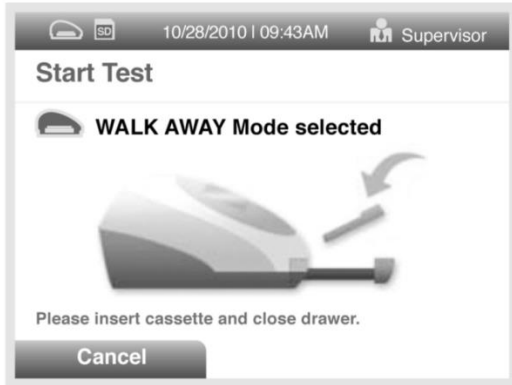 SD 10/28/2010 | 09:43AM Supervisor
Start Test
WALK AWAY Mode selected
Please insert cassette and close drawer.
Cancel